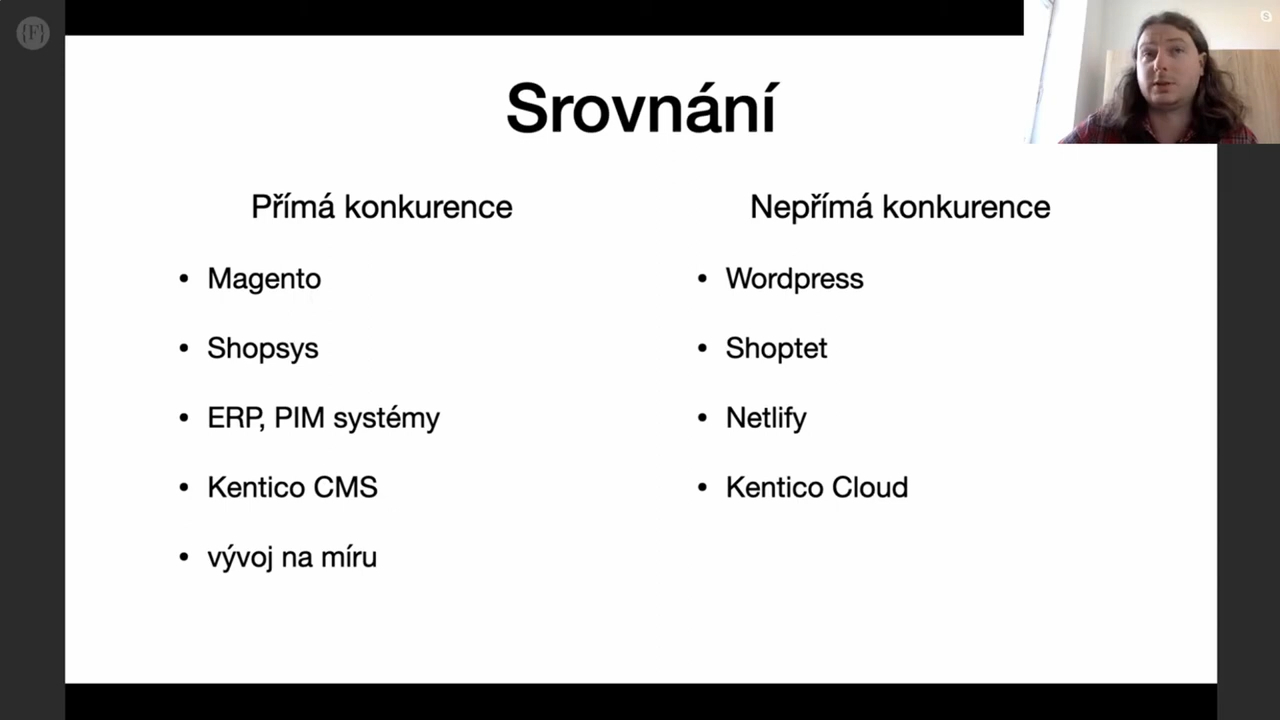 {F}
Srovnání
Přímá konkurence
• Magento
• Shopsys
• ERP, PIM systémy
• Kentico CMS
• vývoj na míru
Nepřímá konkurence
• Wordpress
• Shoptet
• Netlify
• Kentico Cloud